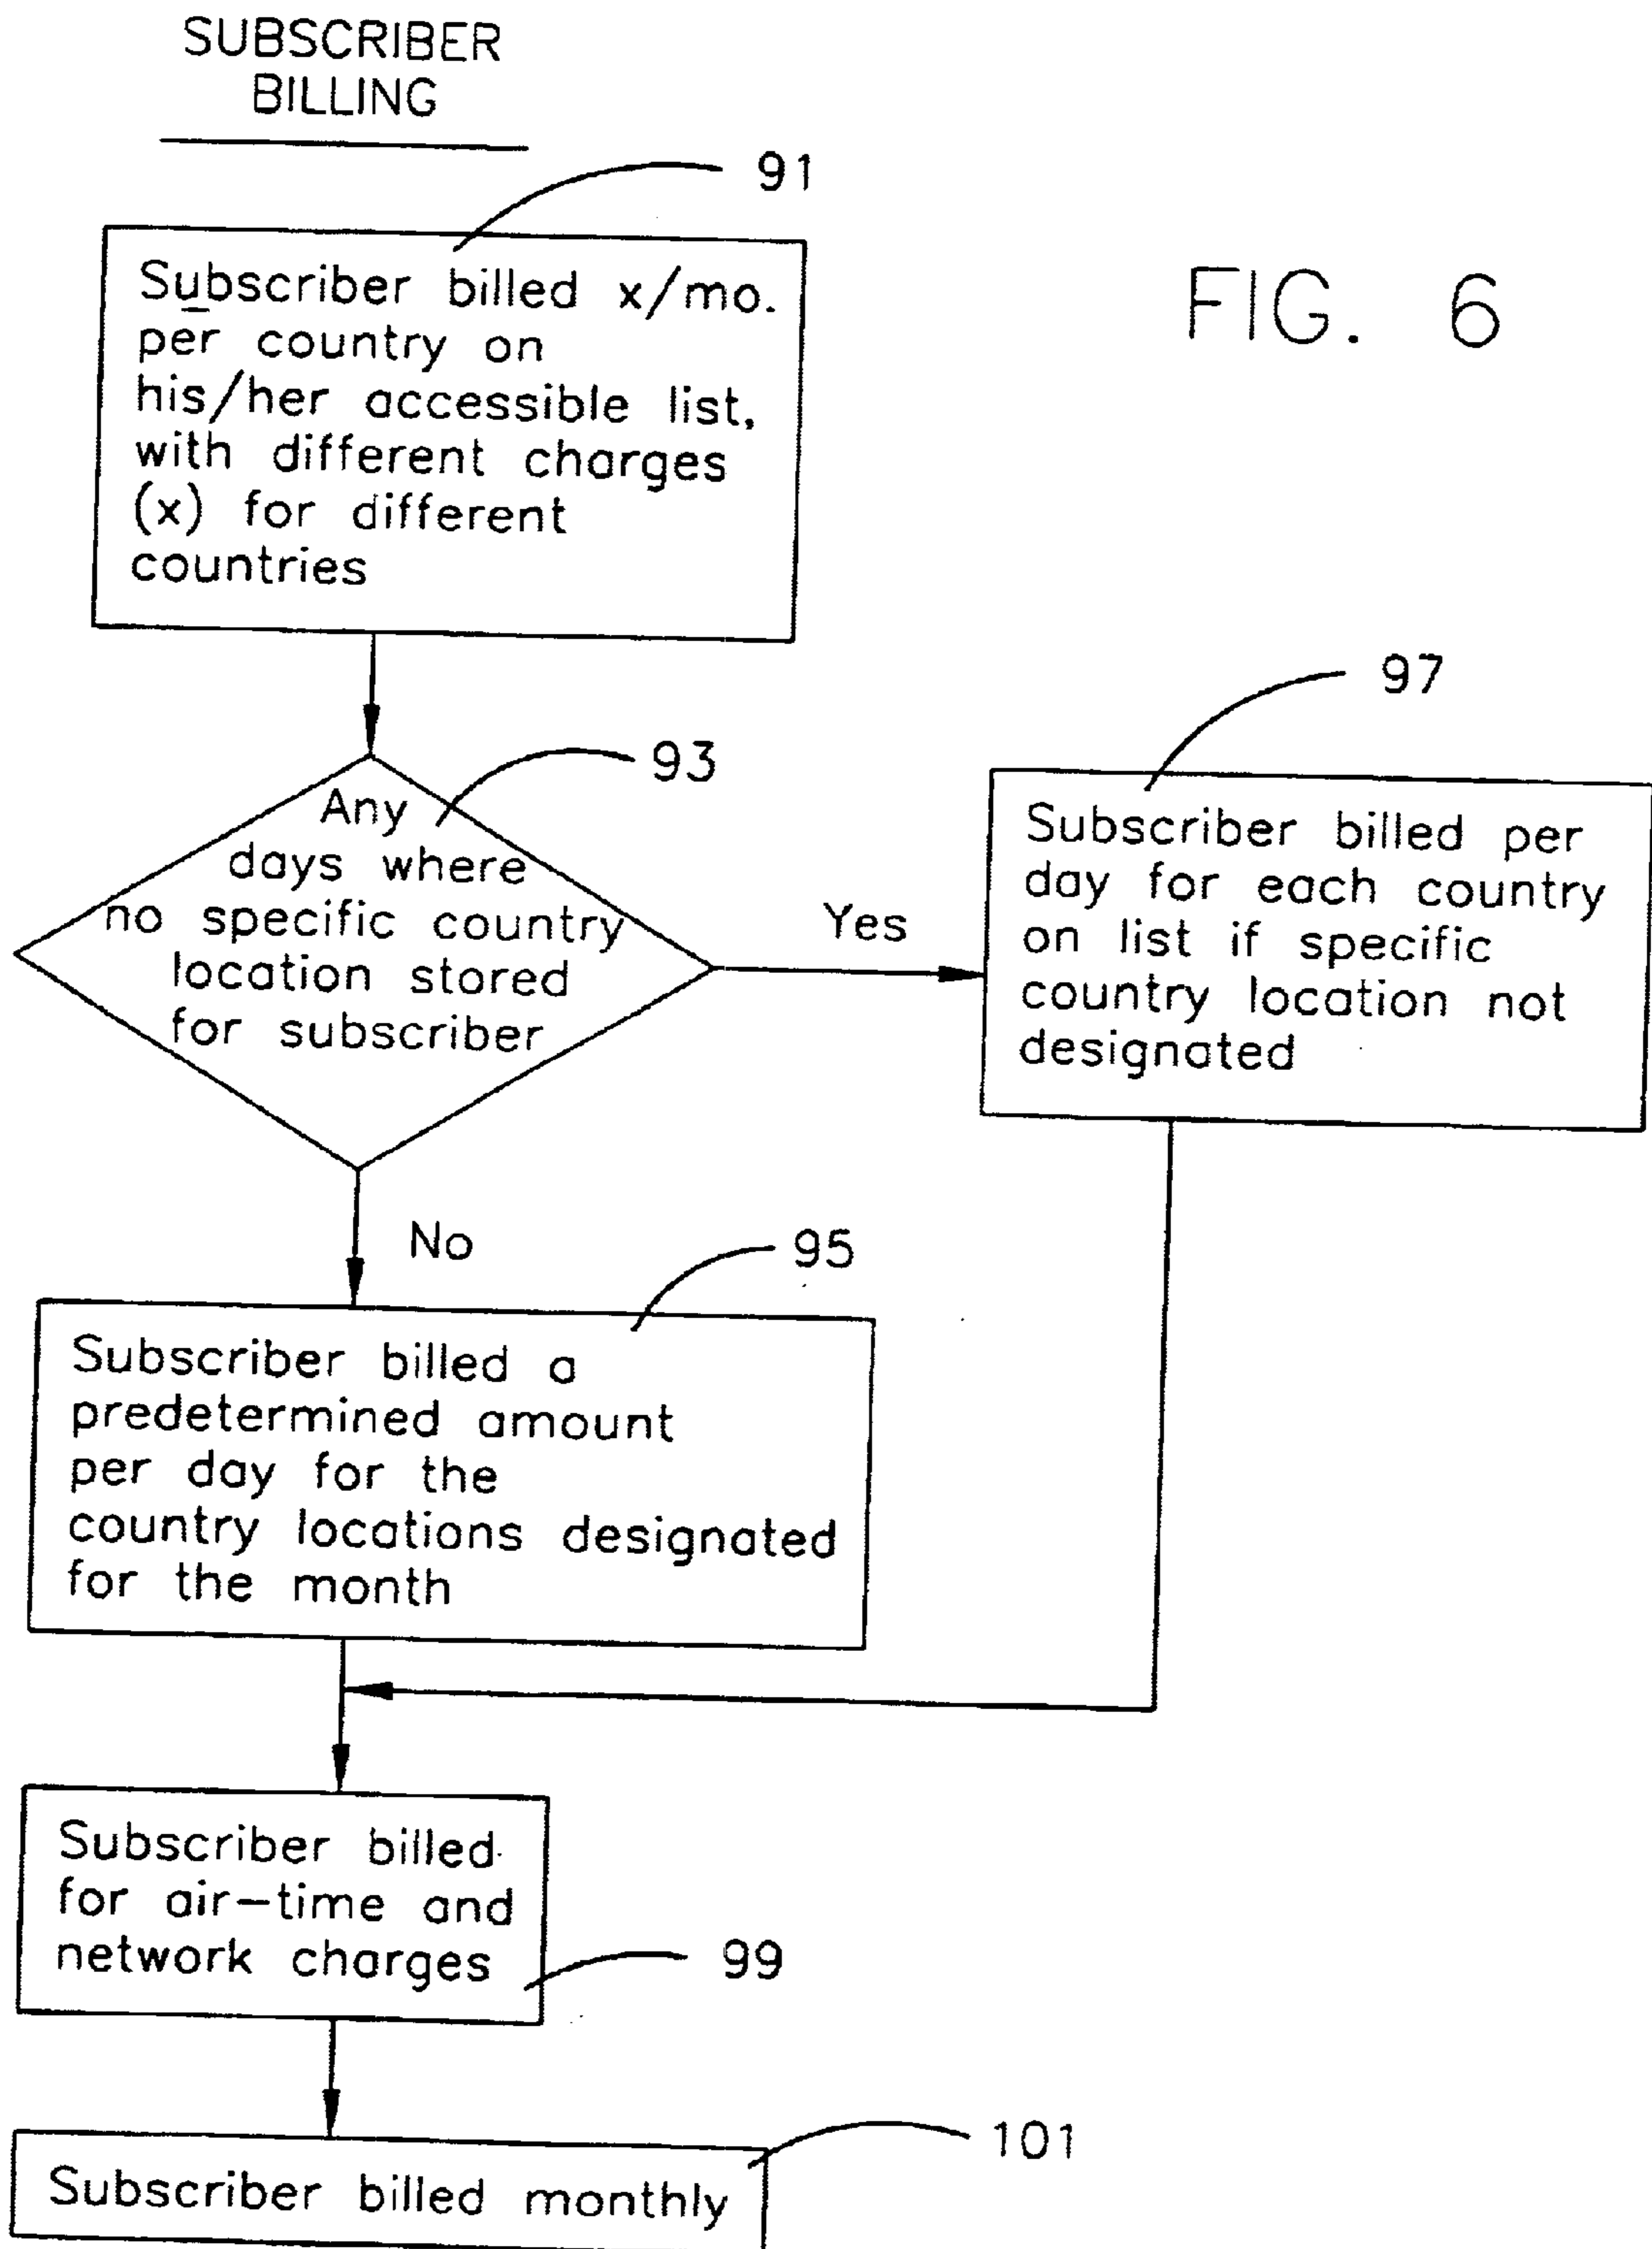 SUBSCRIBER
BILLING
91
Subscriber billed x/mo.
per country on
his/her accessible list,
with different charges
(x) for different
countries
FIG. 6
93
Any
days where
no specific country
location stored
for subscriber
Yes
97
Subscriber billed per
day for each country
on list if specific
country location not
designated
No
95
Subscriber billed a
predetermined amount
per day for the
country locations designated
for the month
Subscriber billed
for air-time and
network charges
99
101
Subscriber billed monthly